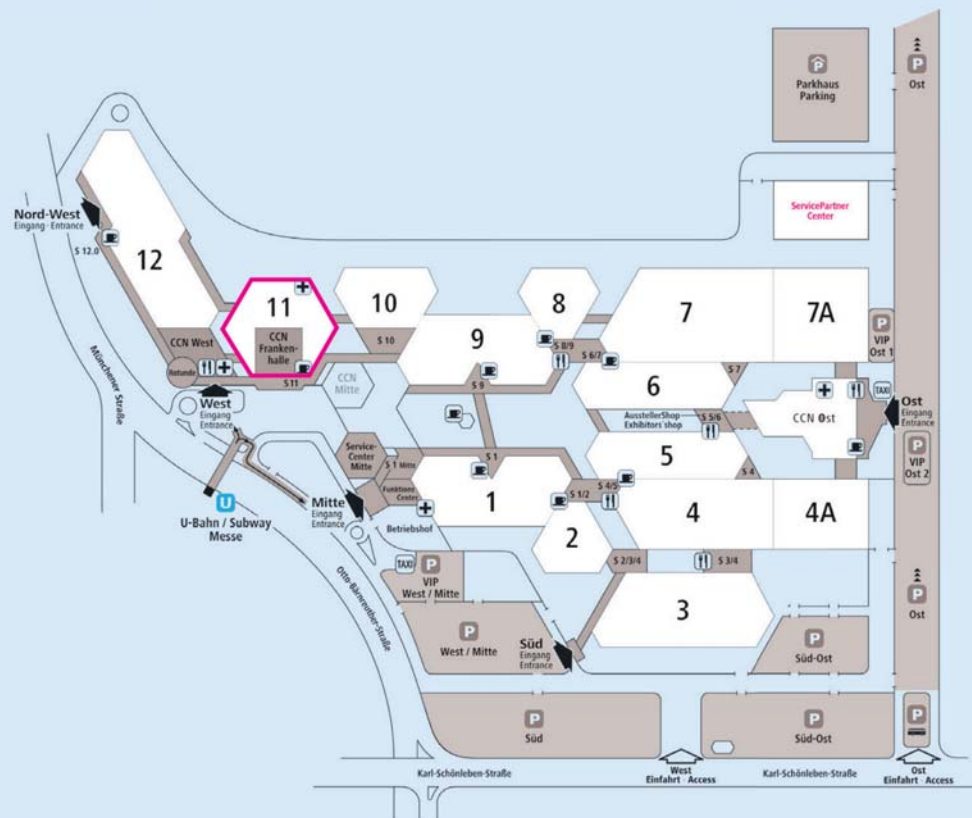 P
Ost
P
Parkhaus
Parking
ServicePartner
Center
Nord-West
Eingang · Entrance
S 12.0
12
11
CCN
Franken-
halle
CCN West
Rotunde
S 11
10
S 10
9
S 9
8
S 8/9
S 6/7
7
7A
P
VIP
Ost 1
6
S 7
CCN
Mitte
West
Eingang
Entrance
AusstellerShop
Exhibitors´shop
S 5/6
CCN Ost
TAXI
Ost
Eingang
Entrance
P
VIP
Ost 2
Münchener Straße
Service-
Center
Mitte
S 1 Mitte
Funktions
Center
S 1
1
S 1/2
5
S 4/5
S 4
4
4A
U
U-Bahn / Subway
Messe
Mitte
Eingang
Entrance
Betriebshof
2
S 2/3/4
S 3/4
3
TAXI
P
VIP
West / Mitte
Otto-Bärnreuther-Straße
P
West / Mitte
Süd
Eingang
Entrance
P
Süd-Ost
P
Ost
P
Süd
P
Süd-Ost
P
Karl-Schönleben-Straße
West
Einfahrt · Access
Karl-Schönleben-Straße
Ost
Einfahrt · Access